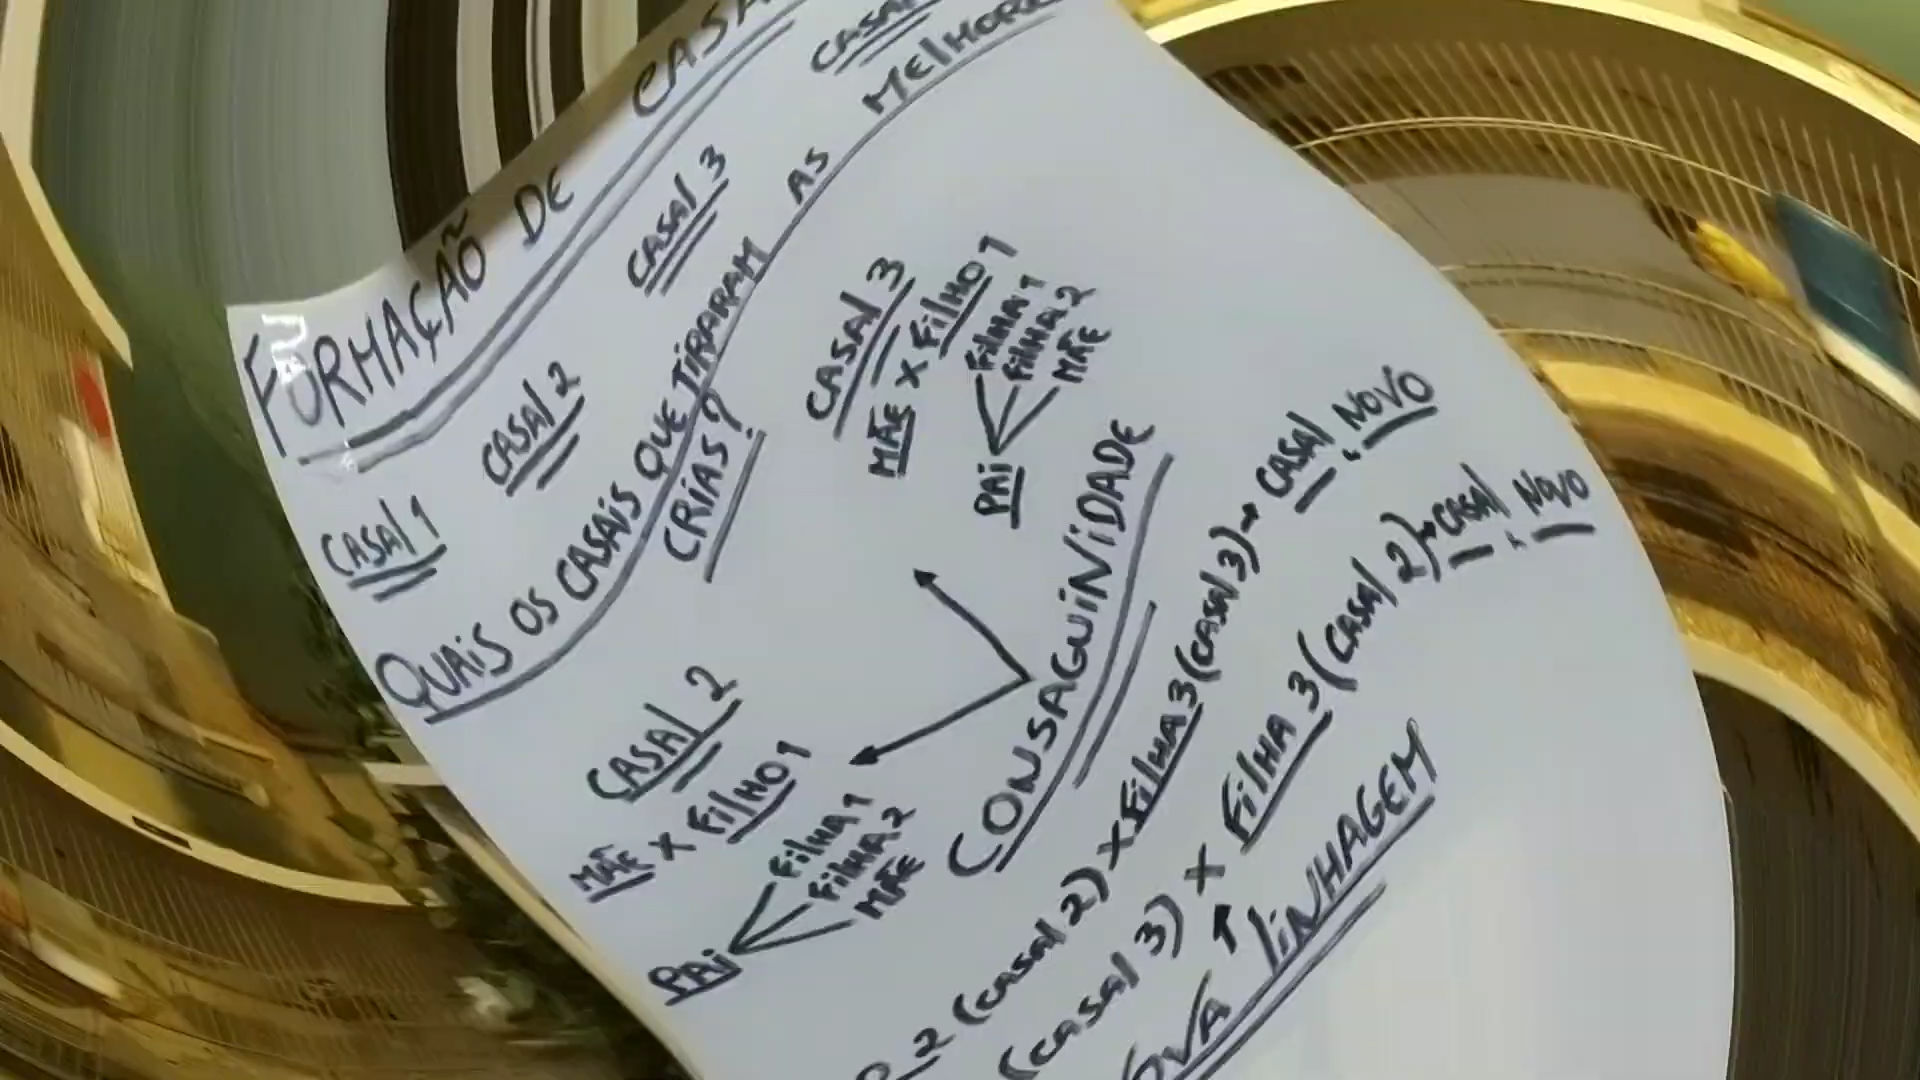 FORMAÇÃO DE
CASAL 1 CASAL 2 CASAL 3
QUAIS OS CASAIS QUE TIRARAM AS
CRIAS?
CASAL 2
MÃE X FILHO 1
FILHA 1
FILHA 2
MÃE
PAI
CASAL 3
MÃE X FILHO 1
FILHA 1
FILHA 2
MÃE
PAI
CONSAGUINIDADE
2 (CASAL 2) X FILHA 3 (CASAL 3) → CASAL NOVO
(CASAL 3) X FILHA 3 (CASAL 2) → CASAL NOVO
LINHAGEM